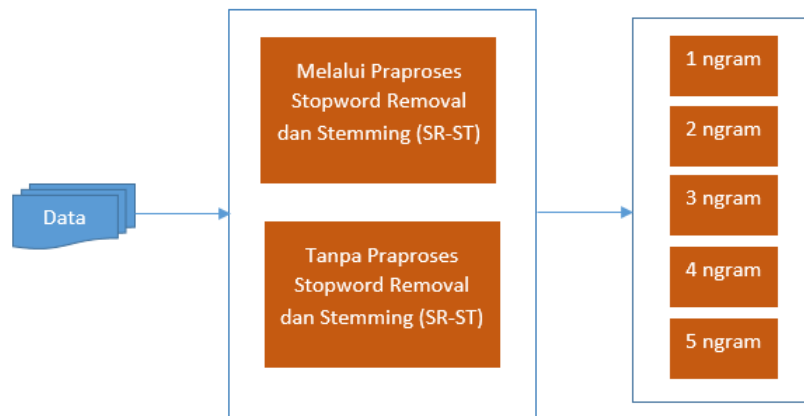 Data
Melalui Praproses
Stopword Removal
dan Stemming (SR-ST)
Tanpa Praproses
Stopword Removal
dan Stemming (SR-ST)
1 ngram
2 ngram
3 ngram
4 ngram
5 ngram